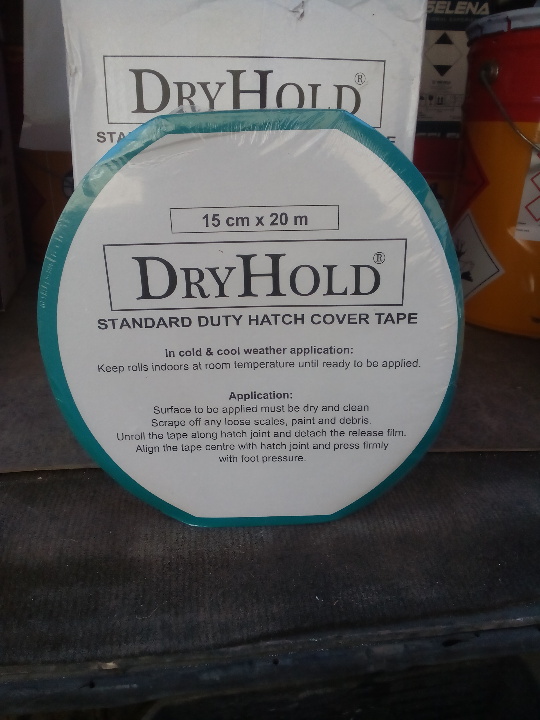 SELENA
DRYHOLD®
STA
E
15 cm x 20 m
DRYHOLD®
STANDARD DUTY HATCH COVER TAPE
In cold & cool weather application:
Keep rolls indoors at room temperature until ready to be applied.
Application:
Surface to be applied must be dry and clean
Scrape off any loose scales, paint and debris.
Unroll the tape along hatch joint and detach the release film.
Align the tape centre with hatch joint and press firmly
with foot pressure.